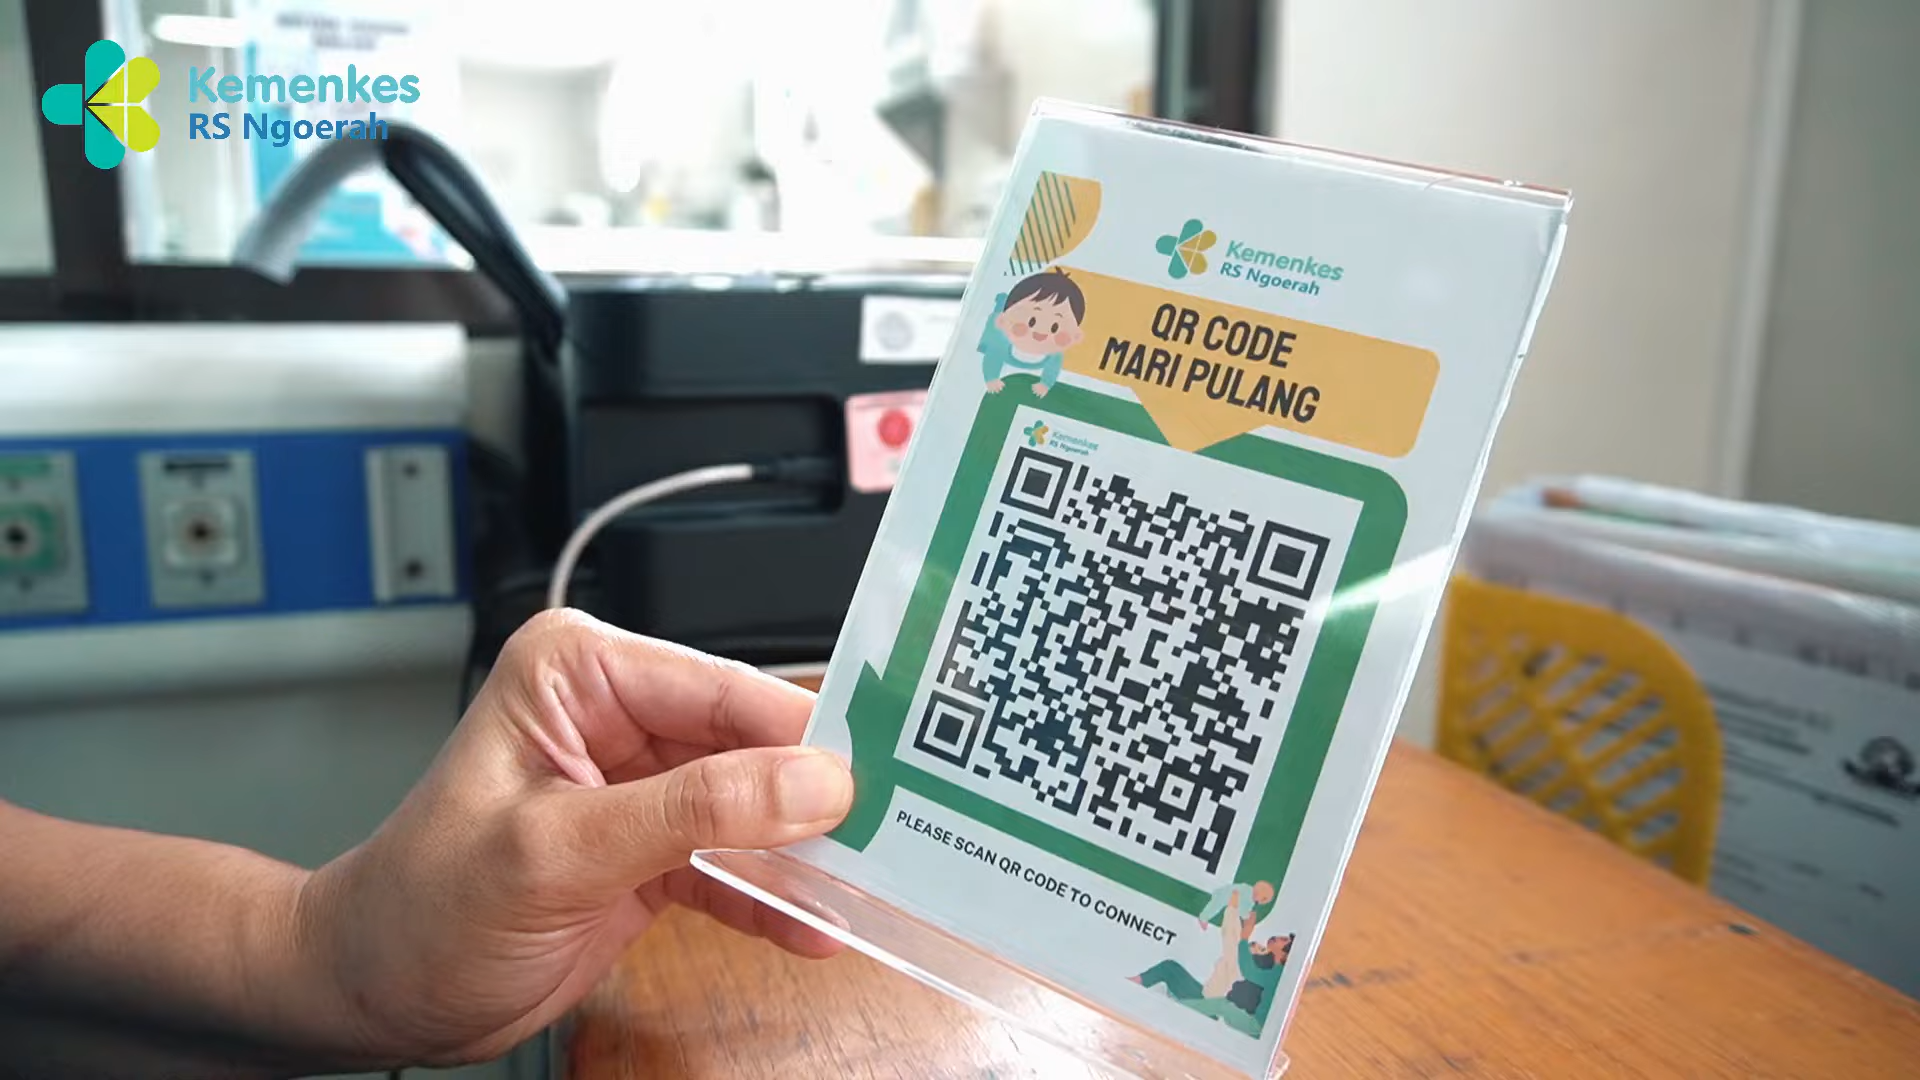 Kemenkes
RS Ngoerah
Kemenkes
RS Ngoerah
QR CODE
MARI PULANG
Kemenkes
RS Ngoerah
PLEASE SCAN QR CODE TO CONNECT